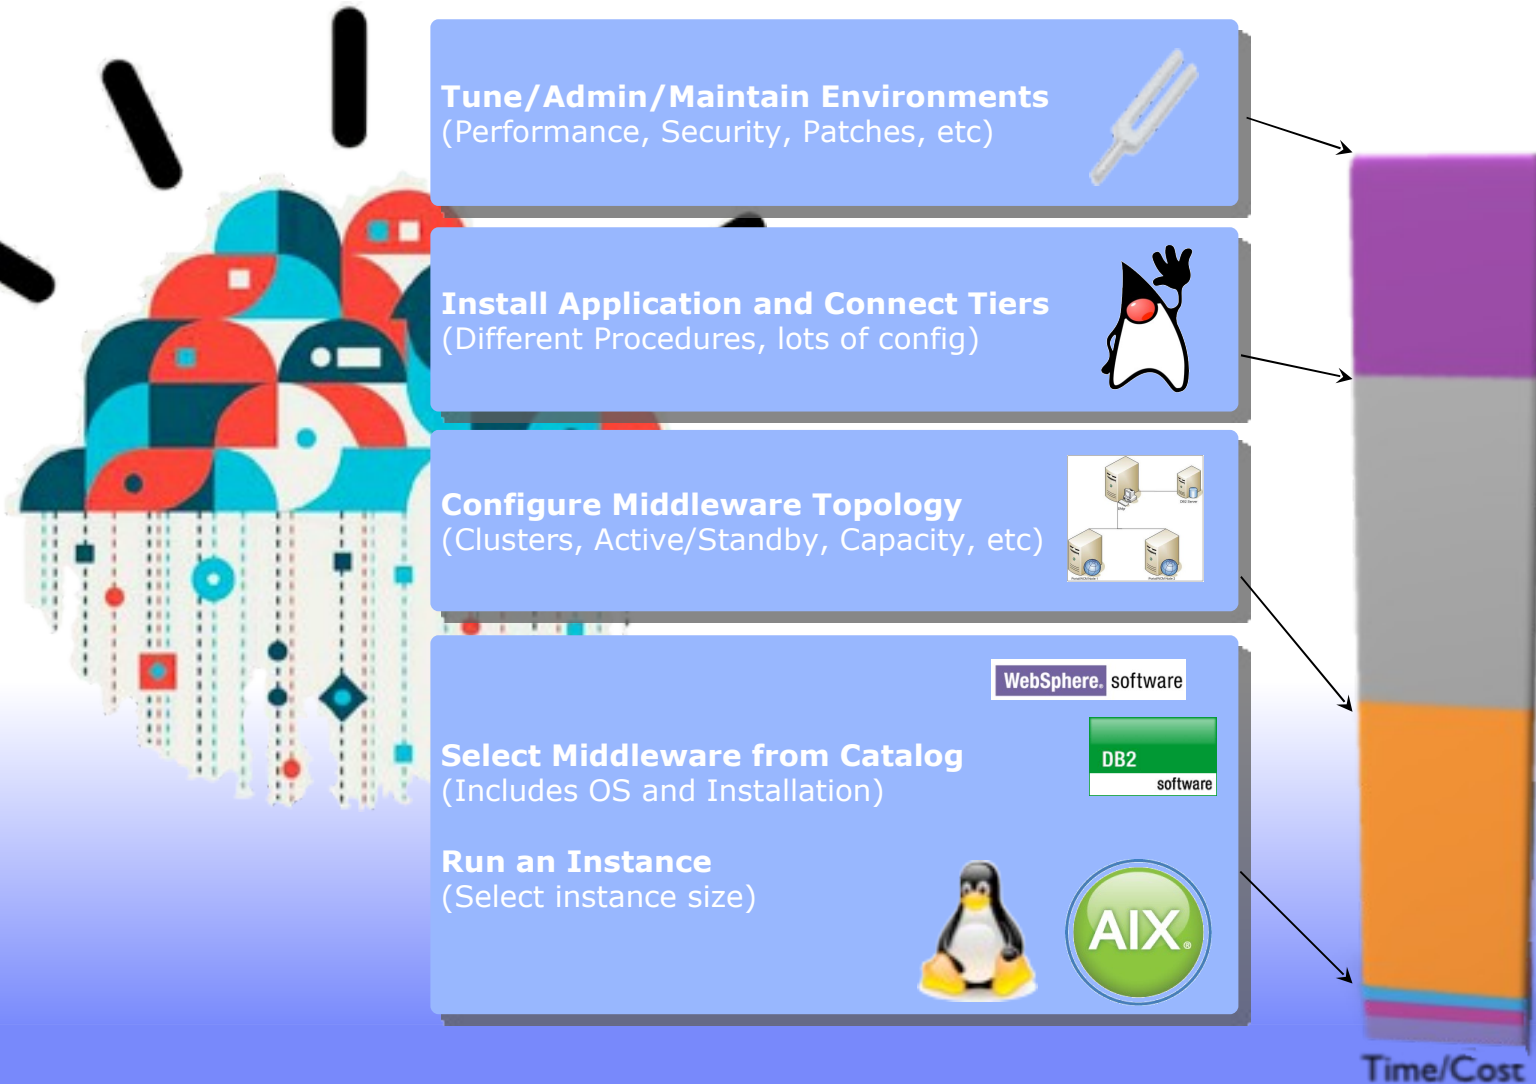 Tune/Admin/Maintain Environments
(Performance, Security, Patches, etc)
Install Application and Connect Tiers
(Different Procedures, lots of config)
Configure Middleware Topology
(Clusters, Active/Standby, Capacity, etc)
WebSphere. software
DB2
software
Select Middleware from Catalog
(Includes OS and Installation)
Run an Instance
(Select instance size)
AIX®
Time/Cost